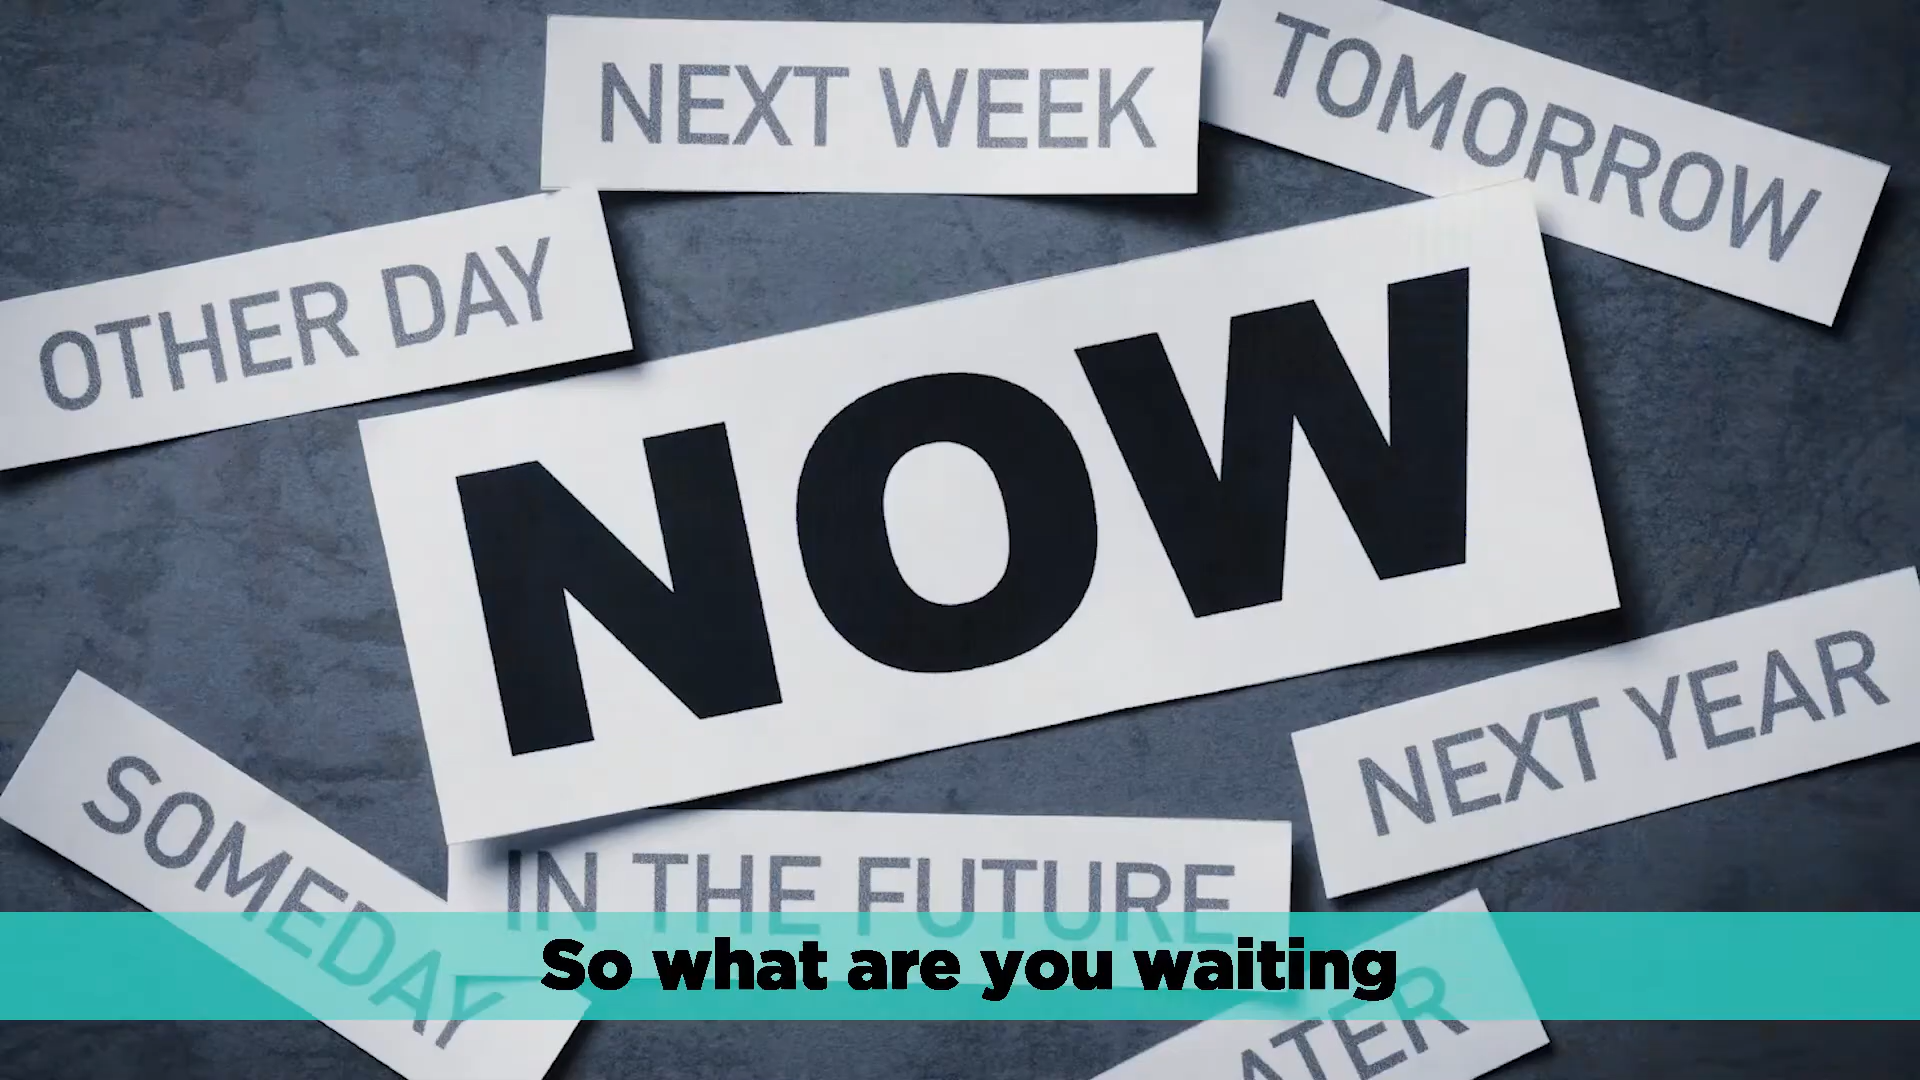 NEXT WEEK
TOMORROW
OTHER DAY
NOW
NEXT YEAR
SOMEDAY
IN THE FUTURE
So what are you waiting